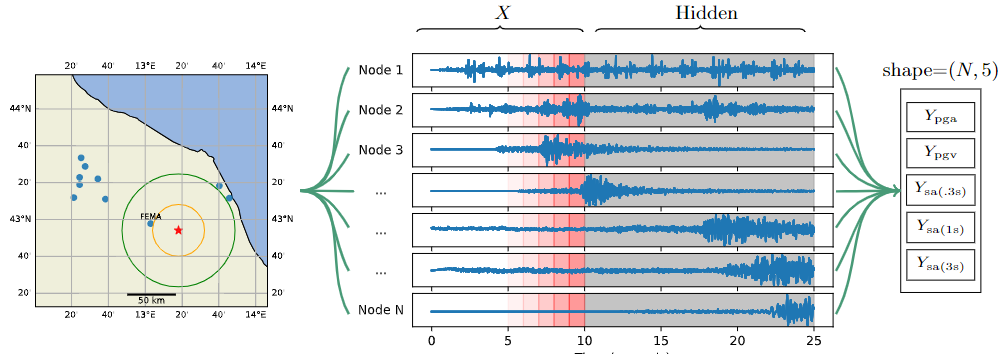 X Hidden
20' 13°E 20' 40' 14°E
44°N 44°N
40' 40'
20' 20'
43°N 43°N
FEMA
40' 40'
20' 20'
50 km
20' 40' 13°E 20' 40' 14°E
Node 1
Node 2
Node 3
...
...
...
Node N
0 5 10 15 20 25
shape=(N, 5)
Y_pga
Y_pgv
Y_sa(.3s)
Y_sa(1s)
Y_sa(3s)